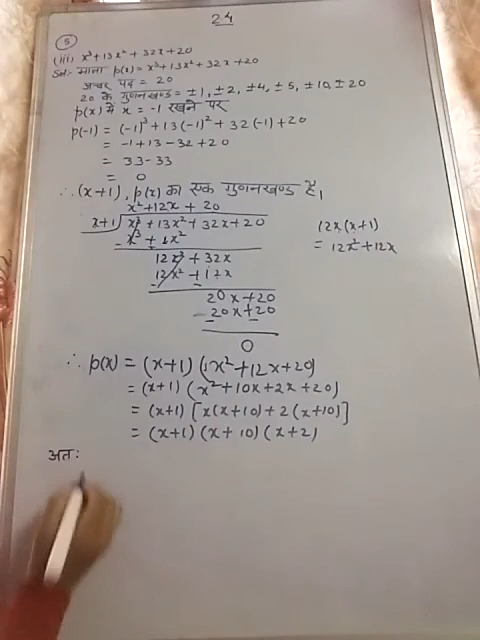 24
5
(iii) x³+13x²+32x+20
Sol:- माना p(x) = x³+13x²+32x+20
अचर पद = 20
20 के गुणनखण्ड = ±1, ±2, ±4, ±5, ±10, ±20
p(x) में x = -1 रखने पर
p(-1) = (-1)³+13(-1)²+32(-1)+20
= -1+13-32+20
= 33-33
= 0
∴ (x+1), p(x) का एक गुणनखण्ड है।
x²+12x+20
x+1 x³+13x²+32x+20
- x³ + 1x²
12x² + 32x
12x² + 12x
- -
20x+20
- 20x+20
-
0
12x(x+1)
= 12x²+12x
∴ p(x) = (x+1) (1x²+12x+20)
= (x+1) (x²+10x+2x+20)
= (x+1) [x(x+10)+2(x+10)]
= (x+1) (x+10) (x+2)
अतः